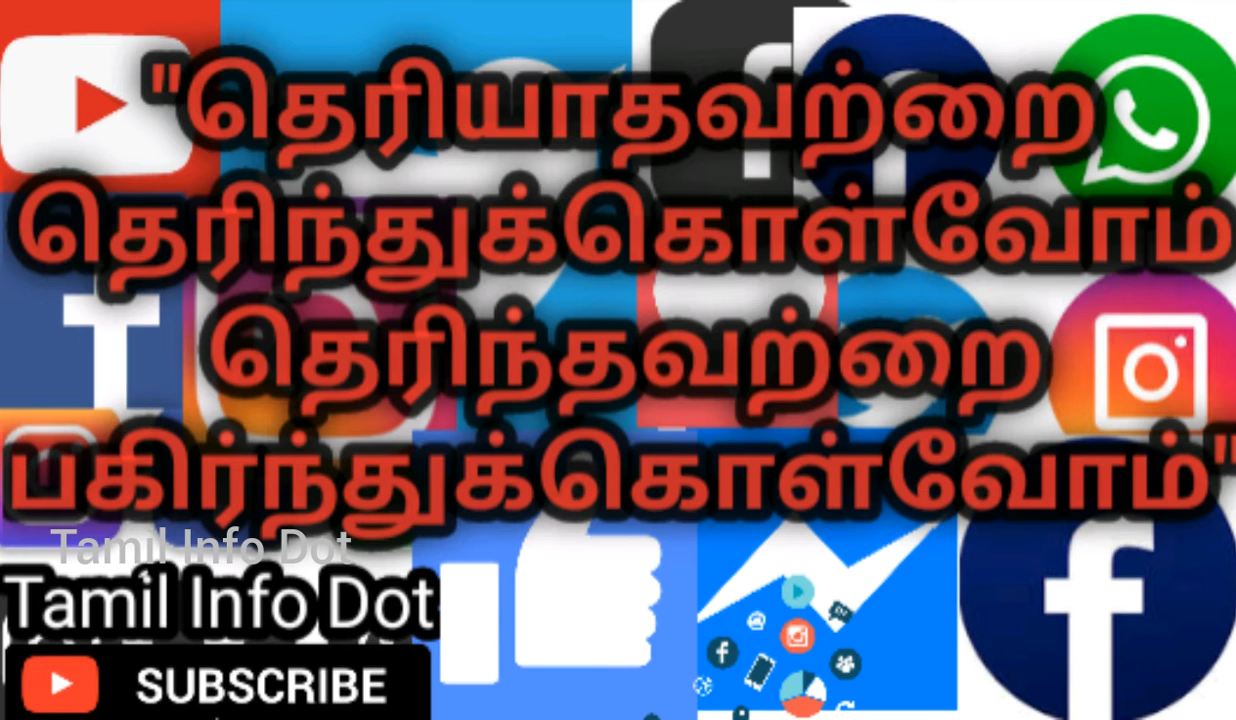 "தெரியாதவற்றை
தெரிந்துக்கொள்வோம்
தெரிந்தவற்றை
பகிர்ந்துக்கொள்வோம்"
Tamil Info Dot
Tamil Info Dot
SUBSCRIBE